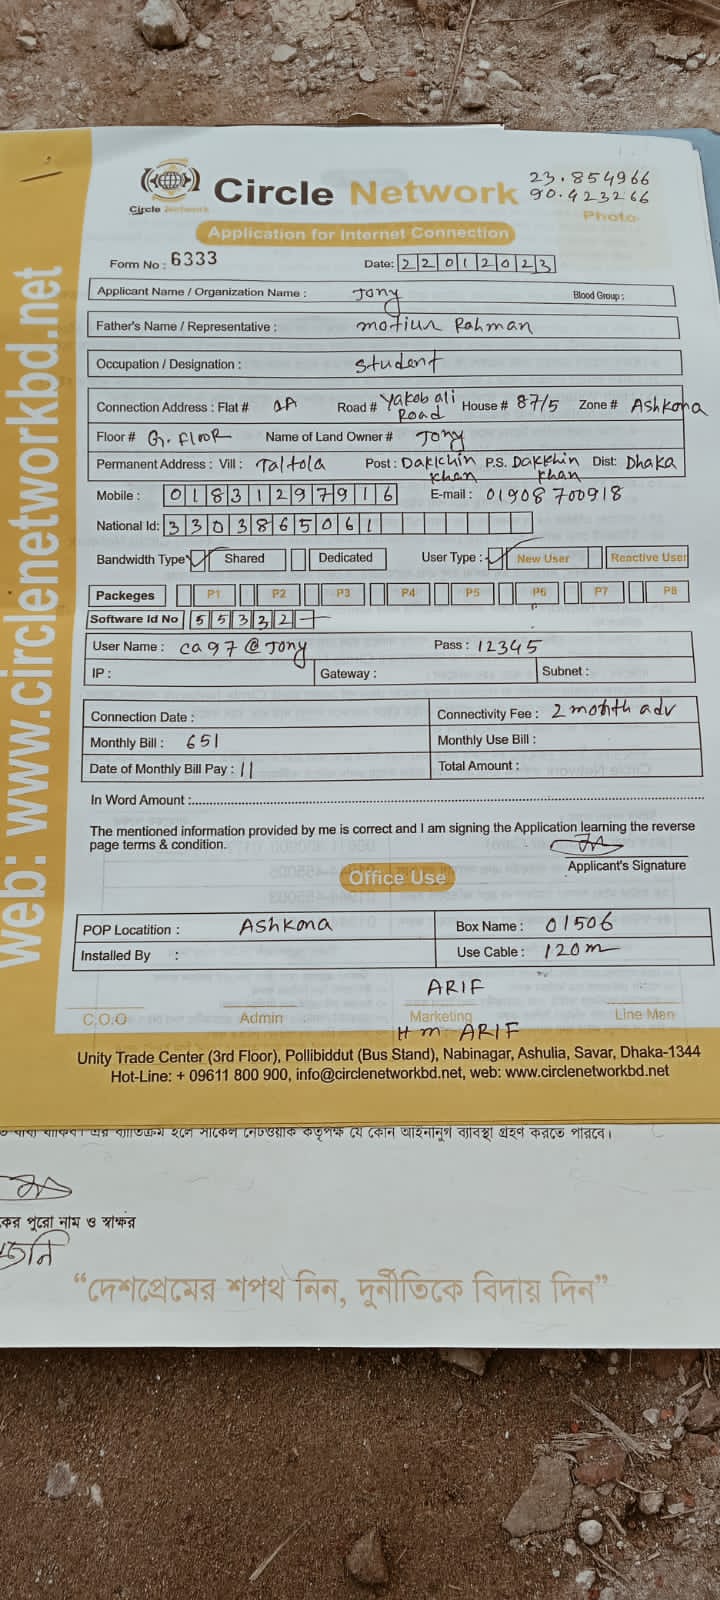 web: www.circlenetworkbd.net
Circle Network
Circle Network
23.854966
90.423266
Photo
Application for Internet Connection
Form No : 6333 Date: 22012023
Applicant Name / Organization Name : Tony Blood Group :
Father's Name / Representative : motiur Rahman
Occupation / Designation : Student
Connection Address : Flat # 1A Road # Yakob ali Road House # 87/5 Zone # Ashkona
Floor # G. Floor Name of Land Owner # Tony
Permanent Address : Vill : Taltola Post : Dakkhin khan P.S. Dakkhin khan Dist: Dhaka
Mobile : 01831297916 E-mail : 01908700918
National Id: 3303865061
Bandwidth Type Shared Dedicated User Type : New User Reactive User
Packeges P1 P2 P3 P4 P5 P6 P7 P8
Software Id No 55332
User Name : ca97@Tony Pass : 12345
IP : Gateway : Subnet :
Connection Date : Connectivity Fee : 2 month adv
Monthly Bill : 651 Monthly Use Bill :
Date of Monthly Bill Pay : 11 Total Amount :
In Word Amount :
The mentioned information provided by me is correct and I am signing the Application learning the reverse
page terms & condition.
Applicant's Signature
Office Use
POP Locatition : Ashkona Box Name : 01506
Installed By : Use Cable : 120m
ARIF
C.O.O Admin Marketing Line Man
H m ARIF
Unity Trade Center (3rd Floor), Pollibiddut (Bus Stand), Nabinagar, Ashulia, Savar, Dhaka-1344
Hot-Line: + 09611 800 900, info@circlenetworkbd.net, web: www.circlenetworkbd.net
হলে সার্কেল নেটওয়ার্ক কর্তৃপক্ষ যে কোন আইনানুগ ব্যাবস্থা গ্রহণ করতে পারবে।
পুরো নাম ও স্বাক্ষর
“দেশপ্রেমের শপথ নিন, দুর্নীতিকে বিদায় দিন”